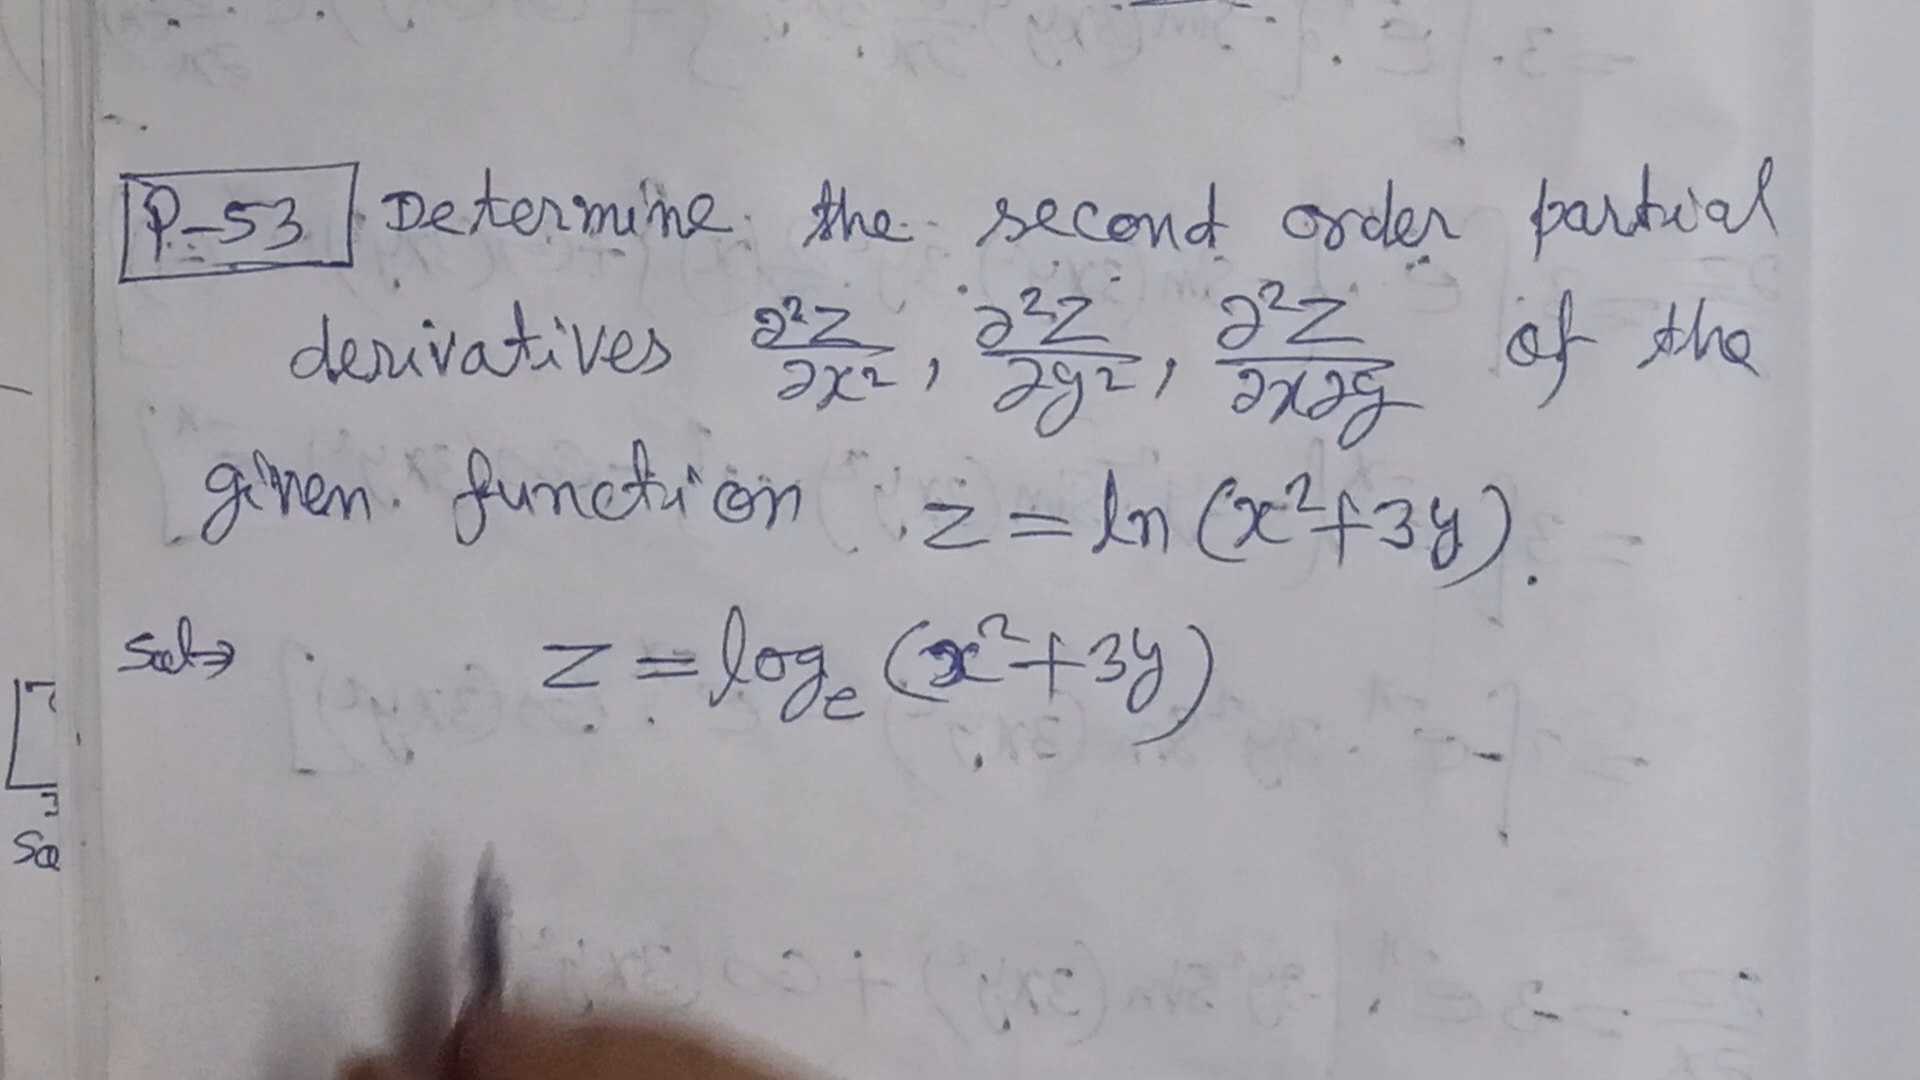 P-53 Determine the second order partial
derivatives ∂²z/∂x², ∂²z/∂y², ∂²z/∂x∂y of the
given function z = ln (x²+3y).
Sol→ z = logₑ (x²+3y)